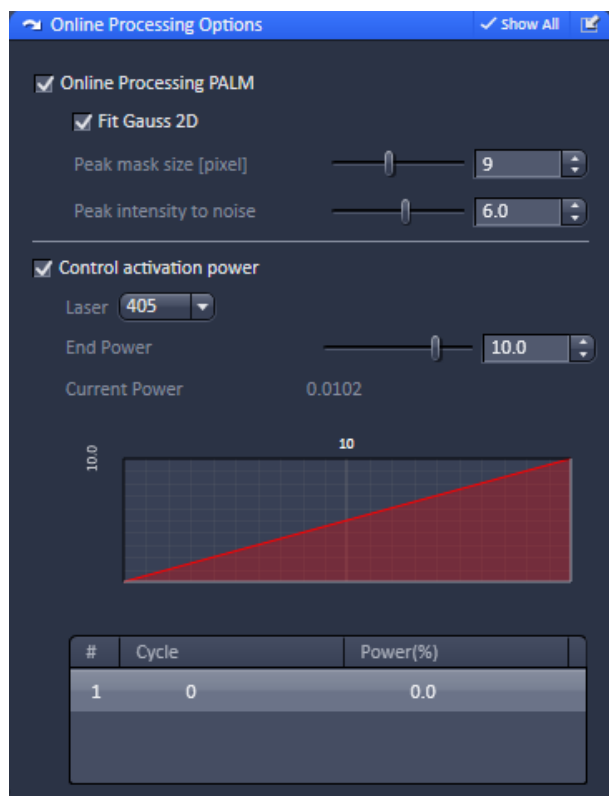 Online Processing Options Show All
Online Processing PALM
Fit Gauss 2D
Peak mask size [pixel] 9
Peak intensity to noise 6.0
Control activation power
Laser 405
End Power 10.0
Current Power 0.0102
10
10.0
# Cycle Power(%)
1 0 0.0